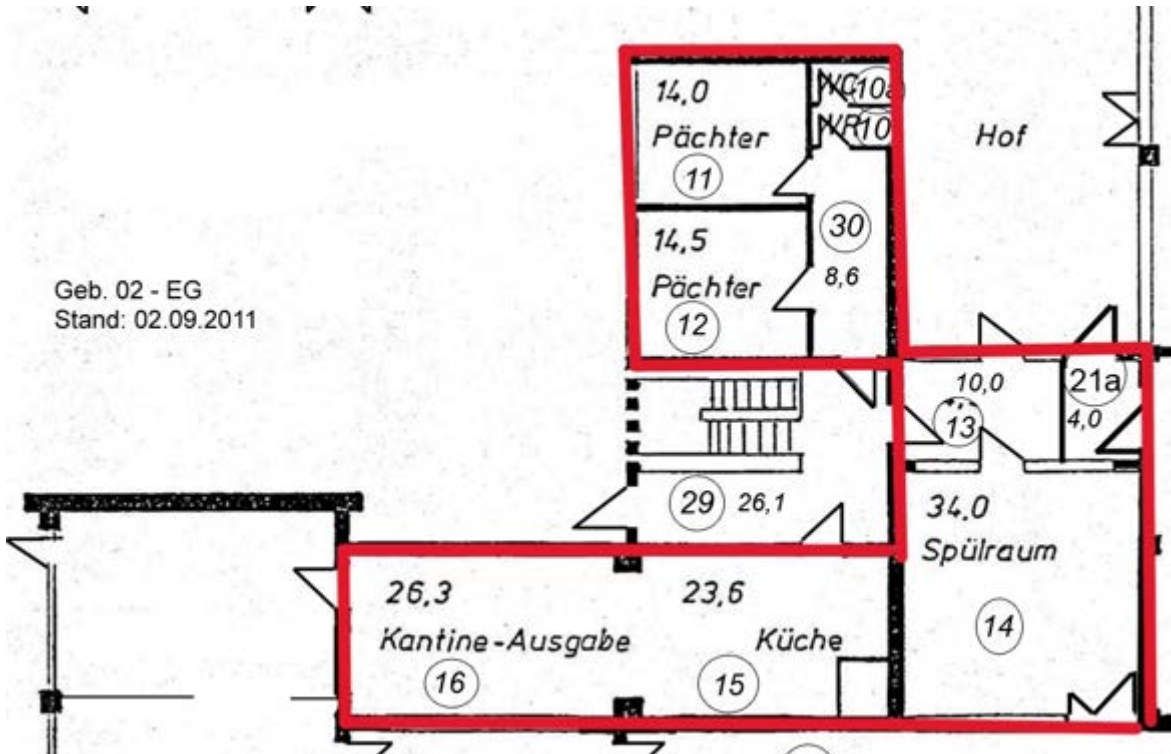 14,0
WC 10a
Pächter
WR 10
Hof
11
30
14,5
8,6
Pächter
12
Geb. 02 - EG
Stand: 02.09.2011
10,0
21a
13
4,0
29 26,1
34,0
Spülraum
26,3
23,6
Kantine-Ausgabe
Küche
14
16
15